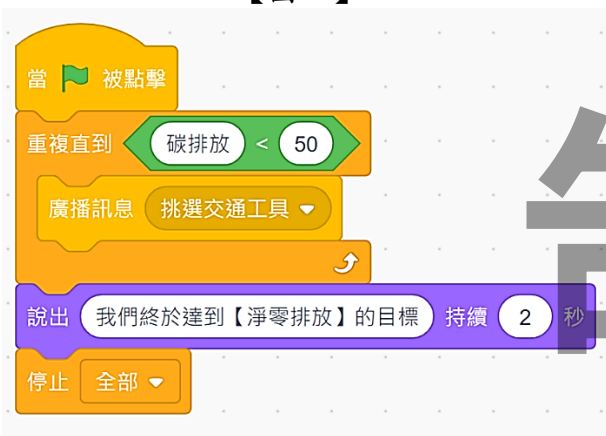 當 被點擊
重複直到 碳排放 < 50
廣播訊息 挑選交通工具
說出 我們終於達到【淨零排放】的目標 持續 2 秒
停止 全部